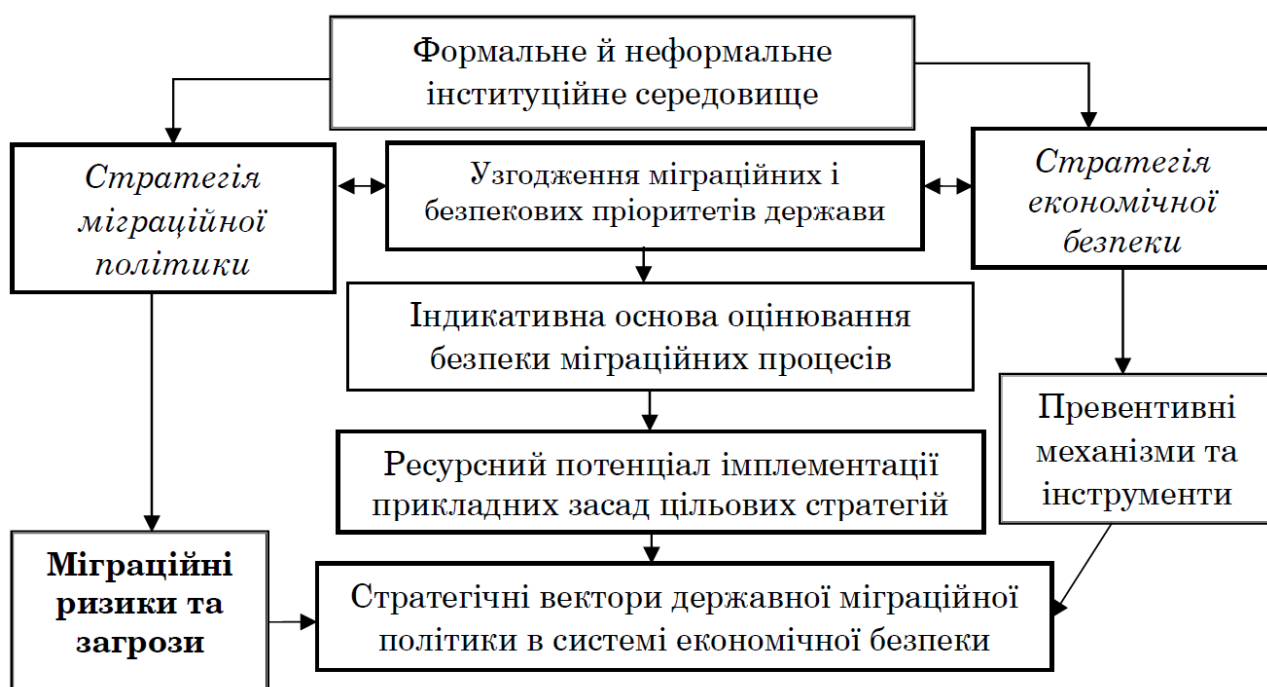 Формальне й неформальне
інституційне середовище
Стратегія
міграційної
політики
Узгодження міграційних і
безпекових пріоритетів держави
Стратегія
економічної
безпеки
Індикативна основа оцінювання
безпеки міграційних процесів
Превентивні
механізми та
інструменти
Ресурсний потенціал імплементації
прикладних засад цільових стратегій
Міграційні
ризики та
загрози
Стратегічні вектори державної міграційної
політики в системі економічної безпеки